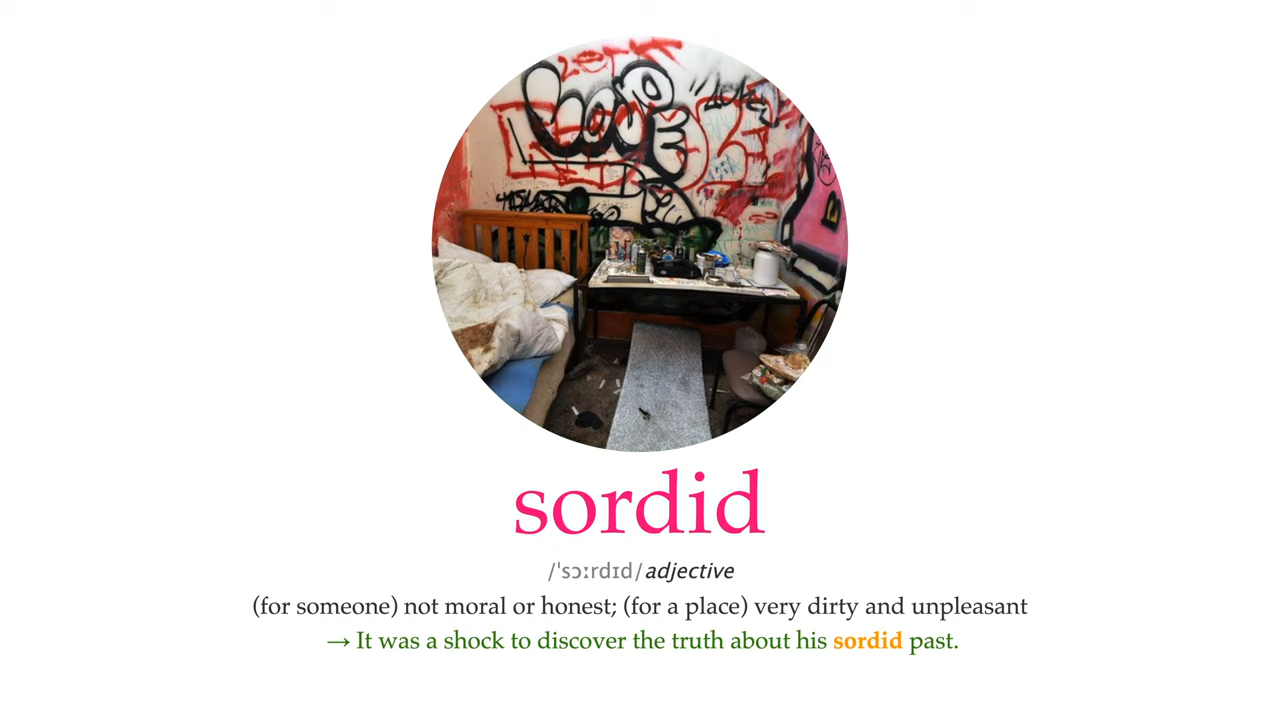 sordid
/ˈsɔːrdɪd/adjective
(for someone) not moral or honest; (for a place) very dirty and unpleasant
→ It was a shock to discover the truth about his sordid past.